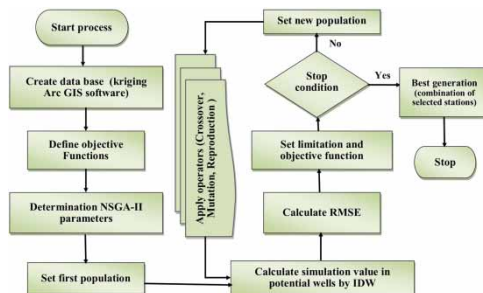 Start process
Create data base (kriging
Arc GIS software)
Define objective
Functions
Determination NSGA-II
parameters
Set first population
Apply operators (Crossover,
Mutation, Reproduction )
Set new population
No
Stop
condition
Yes
Best generation
(combination of
selected stations)
Stop
Set limitation and
objective function
Calculate RMSE
Calculate simulation value in
potential wells by IDW